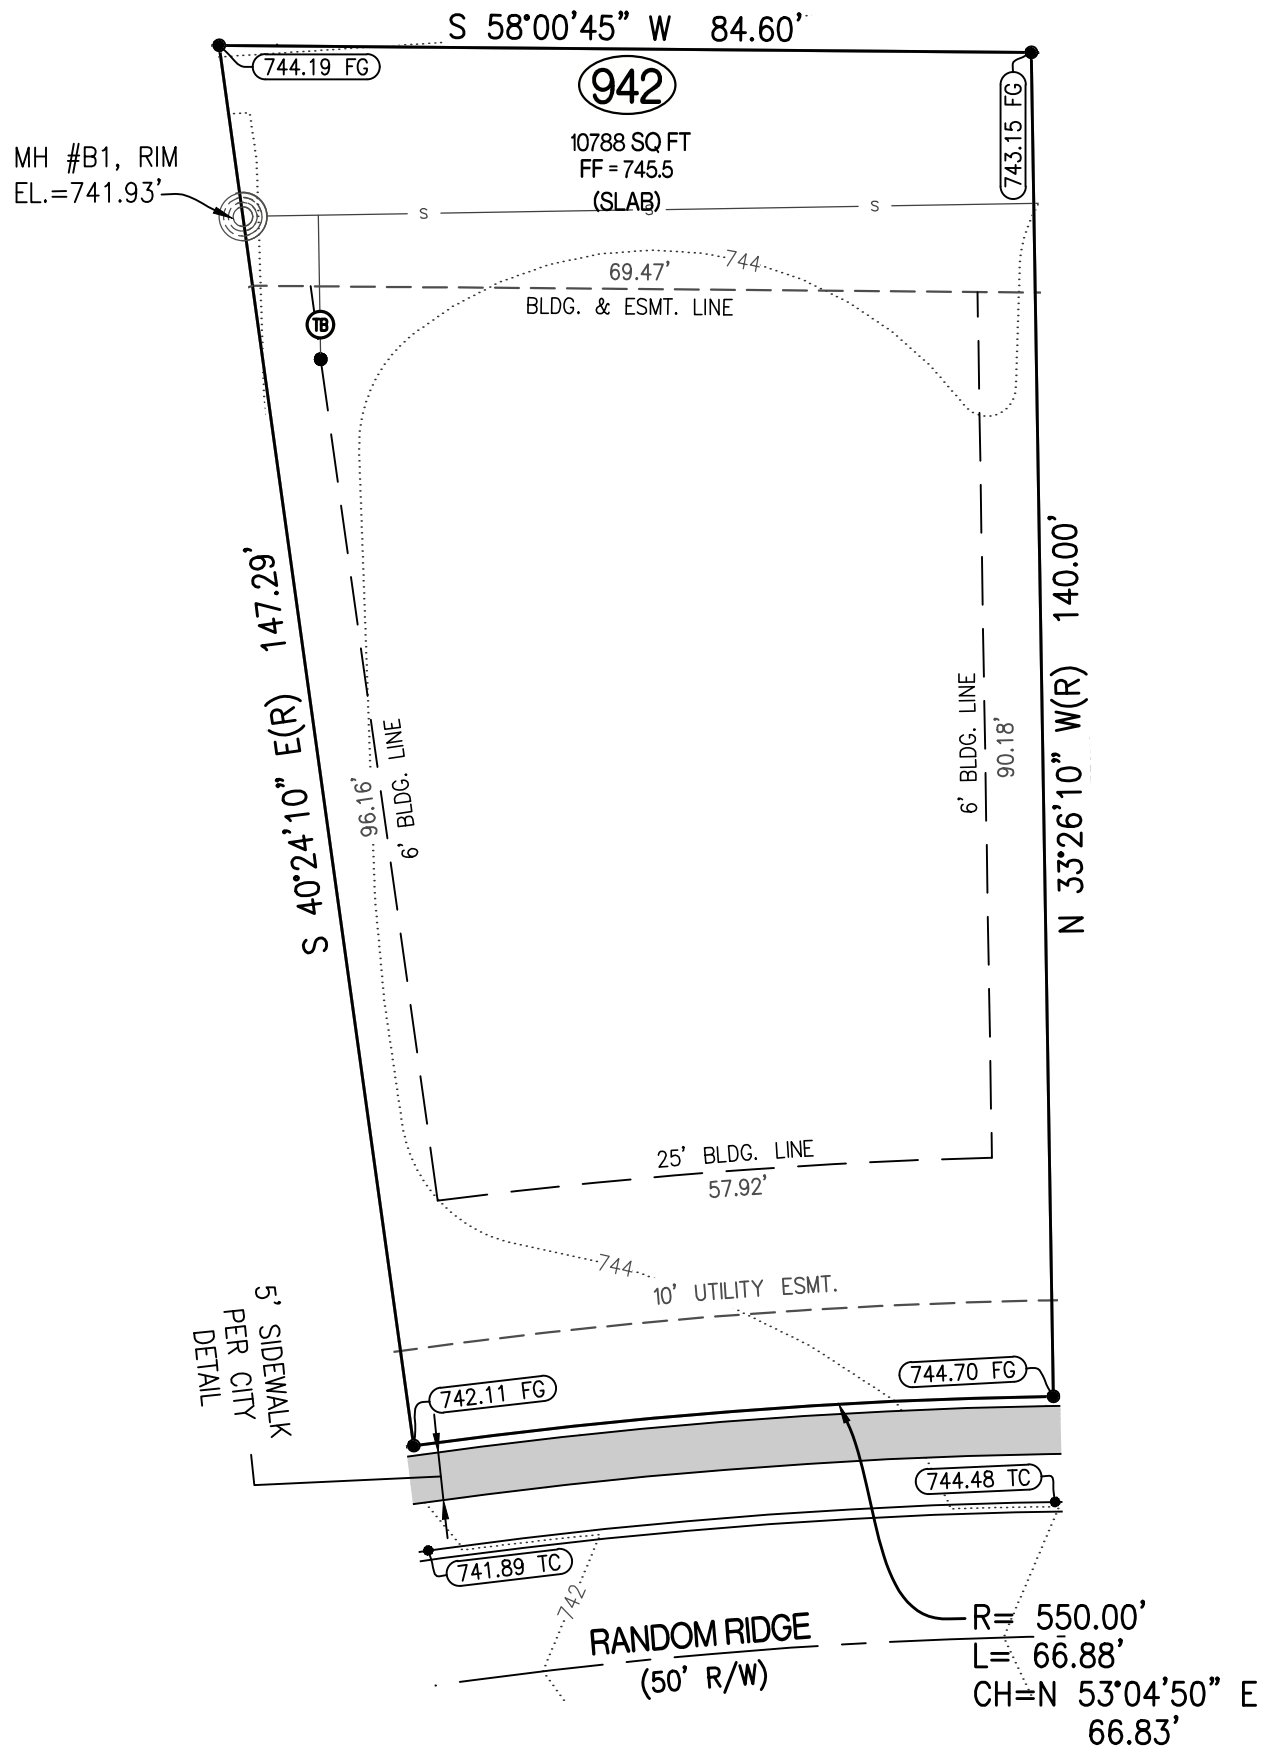 S 58°00'45" W 84.60'
744.19 FG
942
743.15 FG
10788 SQ FT
FF = 745.5
(SLAB)
MH #B1, RIM
EL.=741.93'
S
S
S
744
69.47'
BLDG. & ESMT. LINE
TB
S 40°24'10" E(R) 147.29'
N 33°26'10" W(R) 140.00'
96.16'
6' BLDG. LINE
6' BLDG. LINE
90.18'
25' BLDG. LINE
57.92'
744
10' UTILITY ESMT.
5' SIDEWALK
PER CITY
DETAIL
742.11 FG
744.70 FG
744.48 TC
741.89 TC
742
RANDOM RIDGE
(50' R/W)
R= 550.00'
L= 66.88'
CH=N 53°04'50" E
66.83'